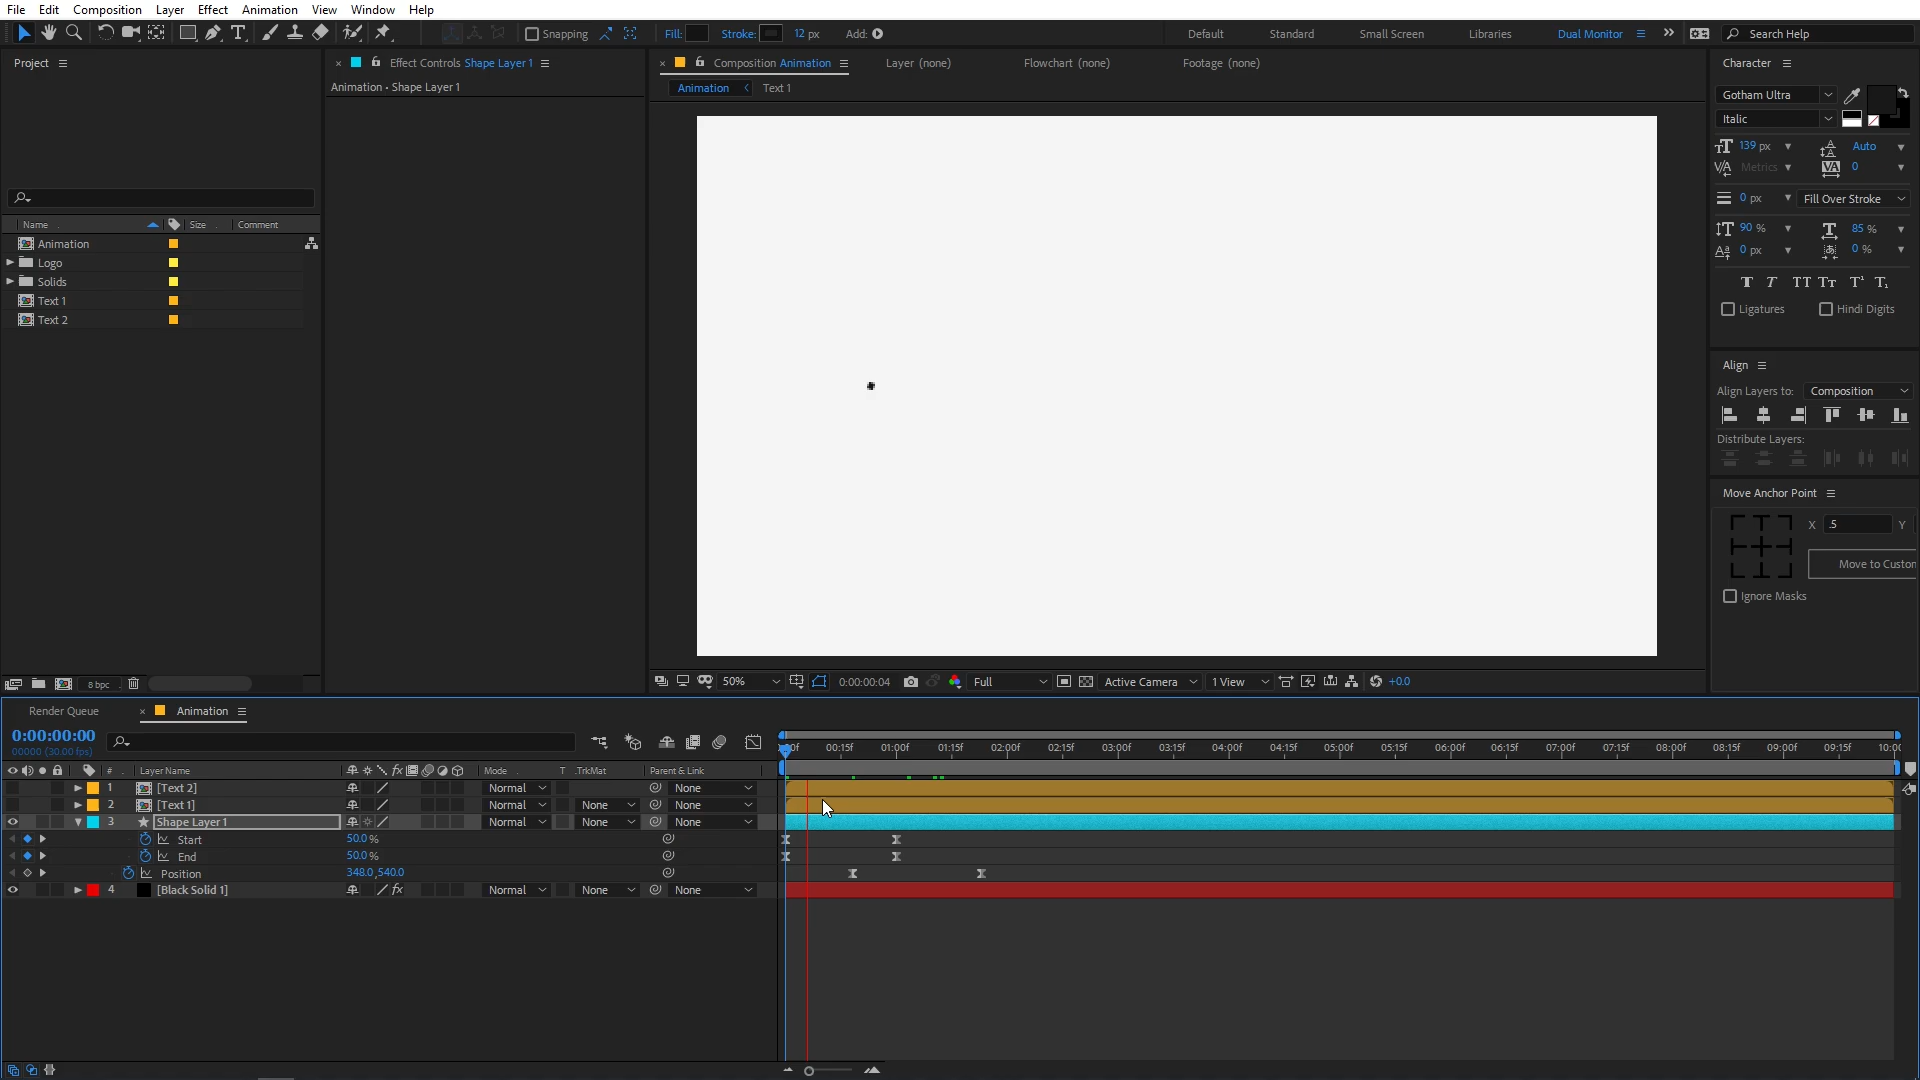 File Edit Composition Layer Effect Animation View Window Help
Snapping Fill: Stroke: 12 px Add: Default Standard Small Screen Libraries Dual Monitor Search Help
Project
Effect Controls Shape Layer 1
Composition Animation Layer (none) Flowchart (none) Footage (none)
Character
Animation • Shape Layer 1
Animation Text 1
Gotham Ultra
Italic
139 px Auto
Metrics 0
0 px Fill Over Stroke
90 % 85 %
0 px 0 %
Ligatures Hindi Digits
Name Size Comment
Animation
Logo
Solids
Text 1
Text 2
Align
Align Layers to: Composition
Distribute Layers:
Move Anchor Point
X .5 Y
Move to Custom
Ignore Masks
8 bpc 50% 0:00:00:04 Full Active Camera 1 View +0.0
Render Queue Animation
0:00:00:00
00000 (30.00 fps)
00:15f 01:00f 01:15f 02:00f 02:15f 03:00f 03:15f 04:00f 04:15f 05:00f 05:15f 06:00f 06:15f 07:00f 07:15f 08:00f 08:15f 09:00f 09:15f 10:00
# Layer Name Mode T .TrkMat Parent & Link
1 [Text 2] Normal None
2 [Text 1] Normal None None
3 Shape Layer 1 Normal None None
Start 50.0 %
End 50.0 %
Position 348.0,540.0
4 [Black Solid 1] Normal None None